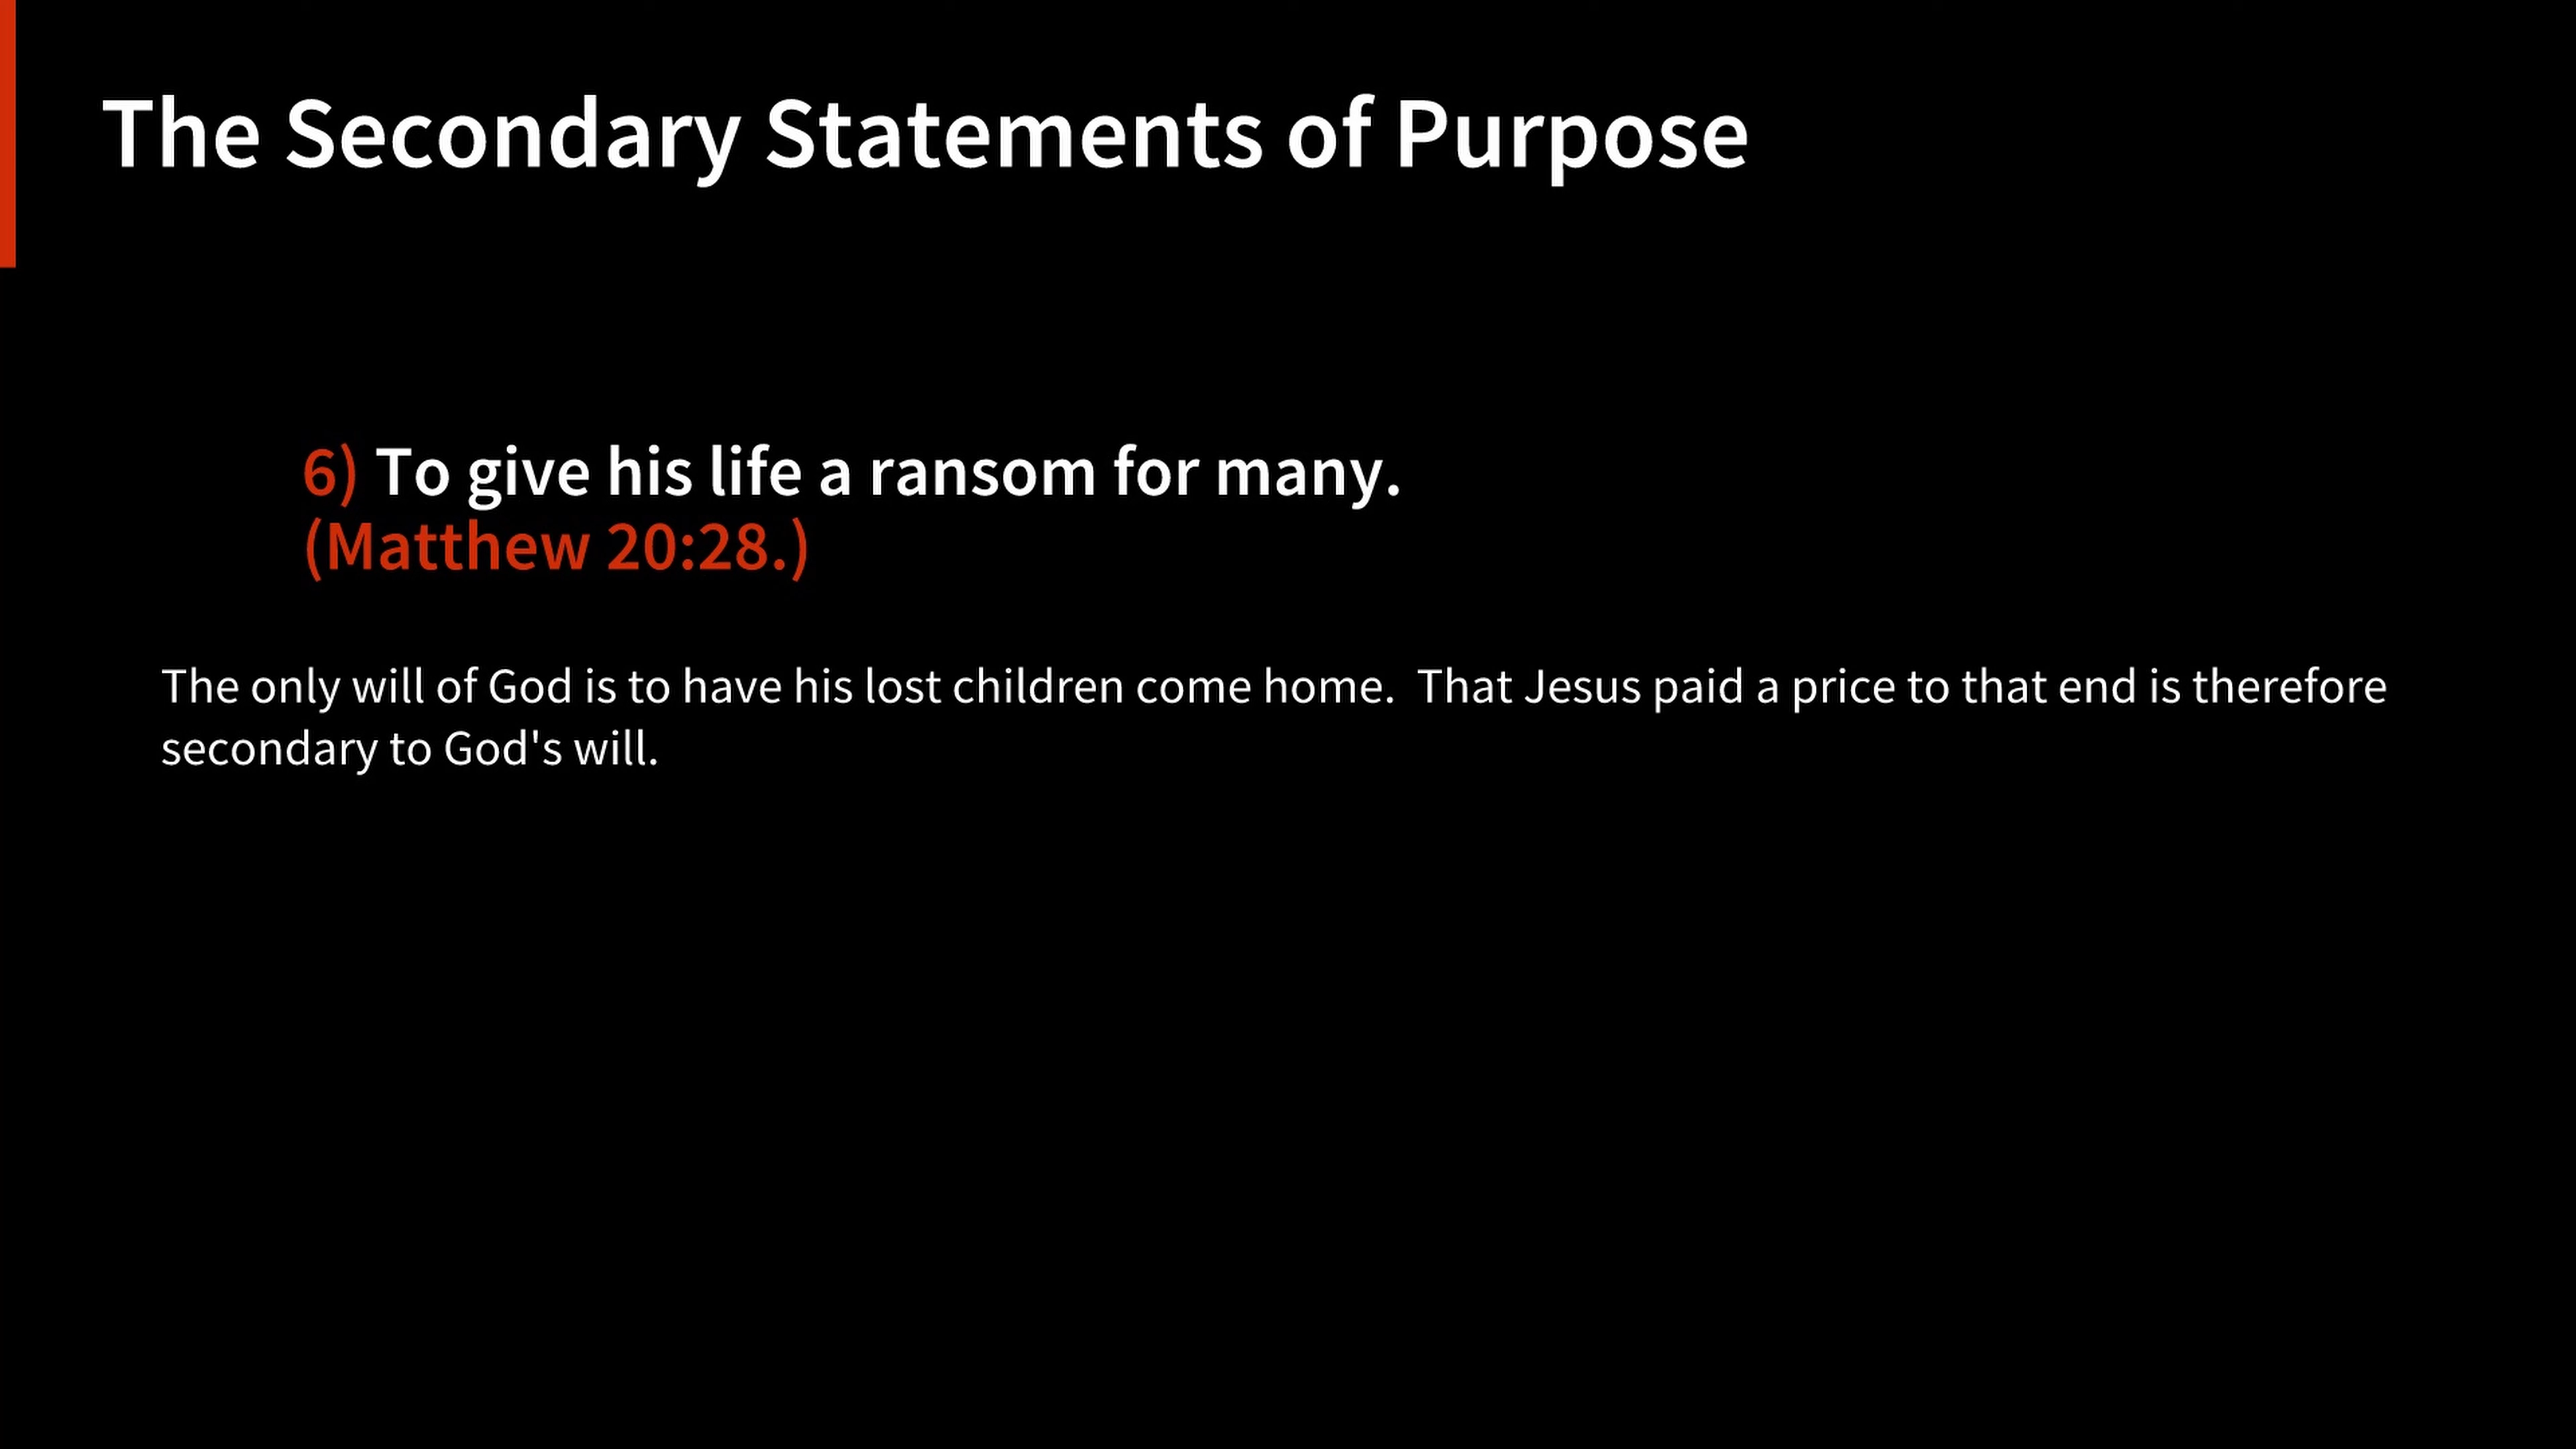 The Secondary Statements of Purpose
6) To give his life a ransom for many.
(Matthew 20:28.)
The only will of God is to have his lost children come home.  That Jesus paid a price to that end is therefore
secondary to God's will.